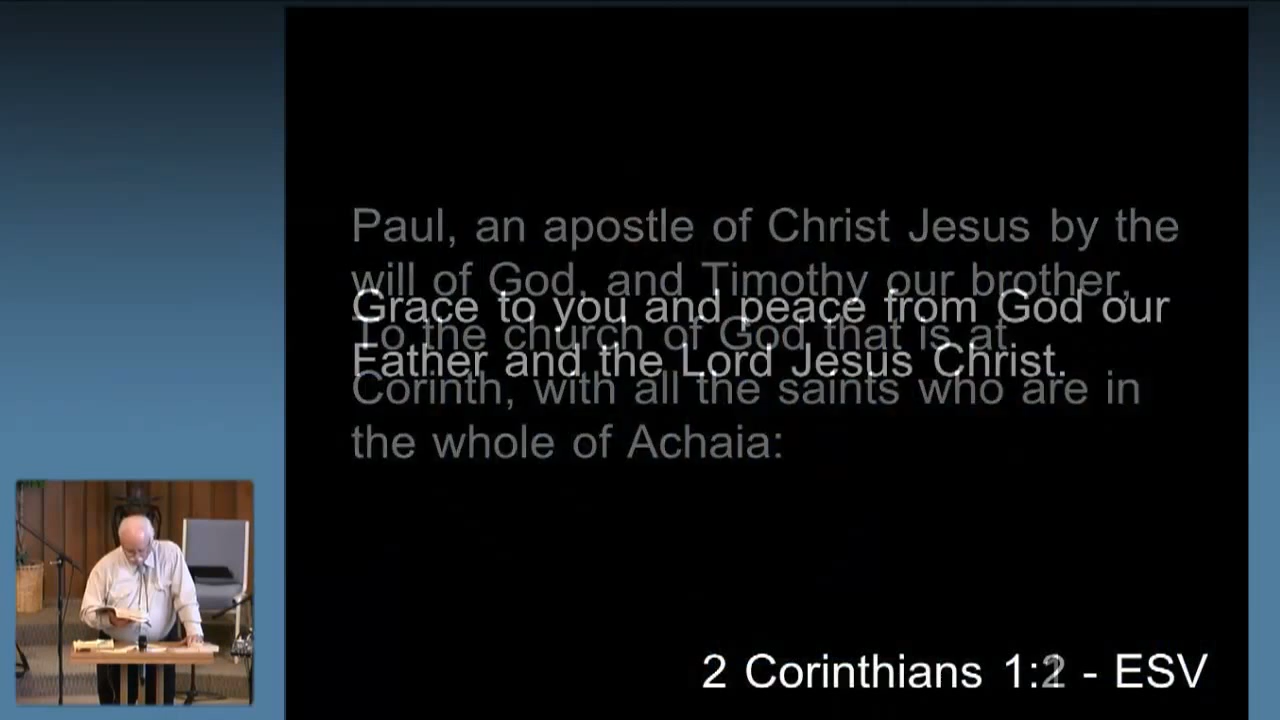 Paul, an apostle of Christ Jesus by the
will of God, and Timothy our brother,
To the church of God that is at
Corinth, with all the saints who are in
the whole of Achaia:
Grace to you and peace from God our
Father and the Lord Jesus Christ.
2 Corinthians 1:2 - ESV